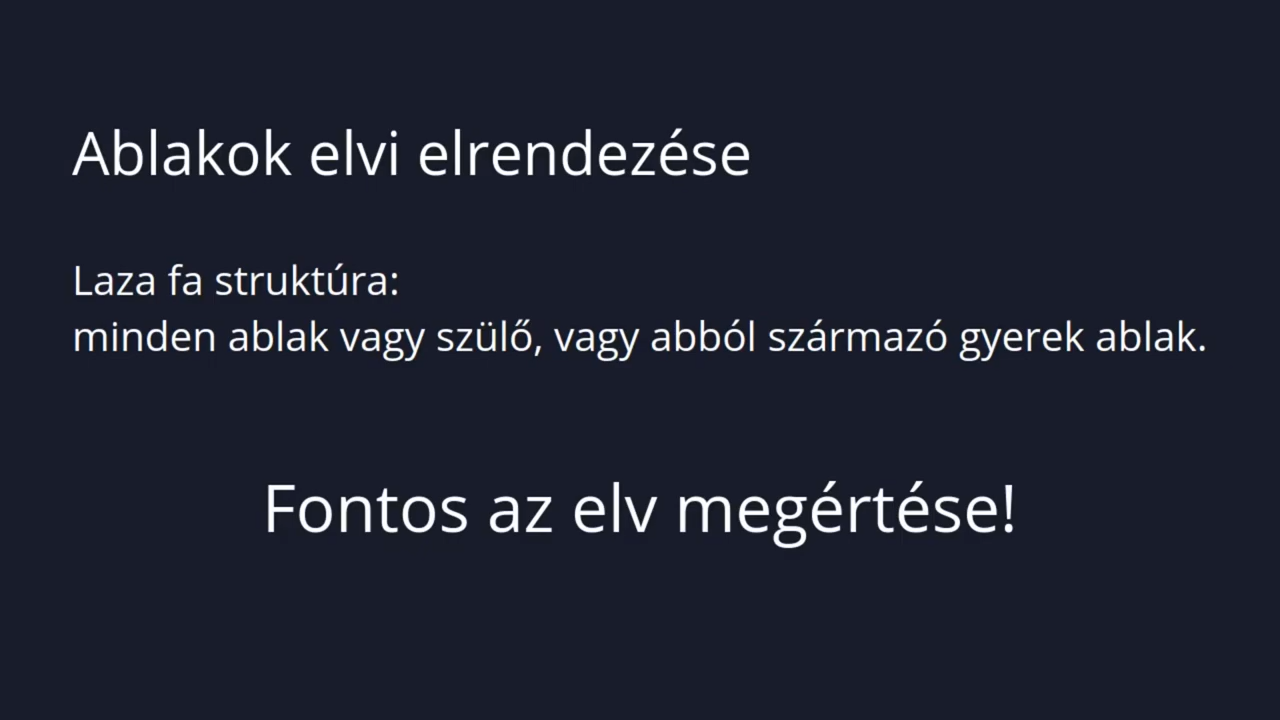 Ablakok elvi elrendezése
Laza fa struktúra:
minden ablak vagy szülő, vagy abból származó gyerek ablak.
Fontos az elv megértése!